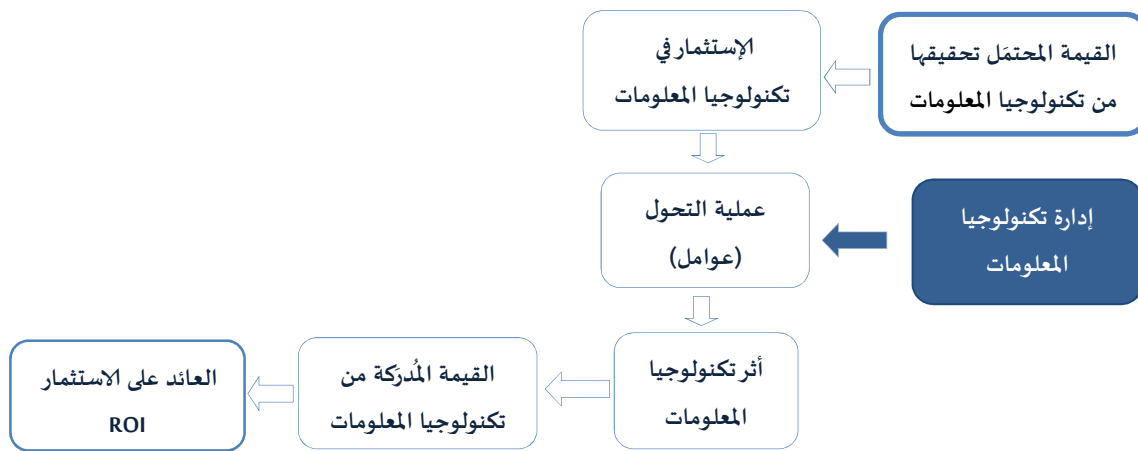 القيمة المحتمَل تحقيقها
من تكنولوجيا المعلومات
الإستثمار في
تكنولوجيا المعلومات
عملية التحول
(عوامل)
إدارة تكنولوجيا
المعلومات
أثر تكنولوجيا
المعلومات
القيمة المُدرَكة من
تكنولوجيا المعلومات
العائد على الاستثمار
ROI